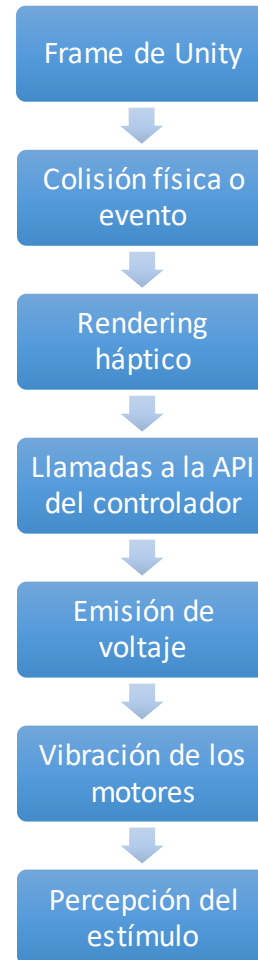 Frame de Unity
Colisión física o
evento
Rendering
háptico
Llamadas a la API
del controlador
Emisión de
voltaje
Vibración de los
motores
Percepción del
estímulo